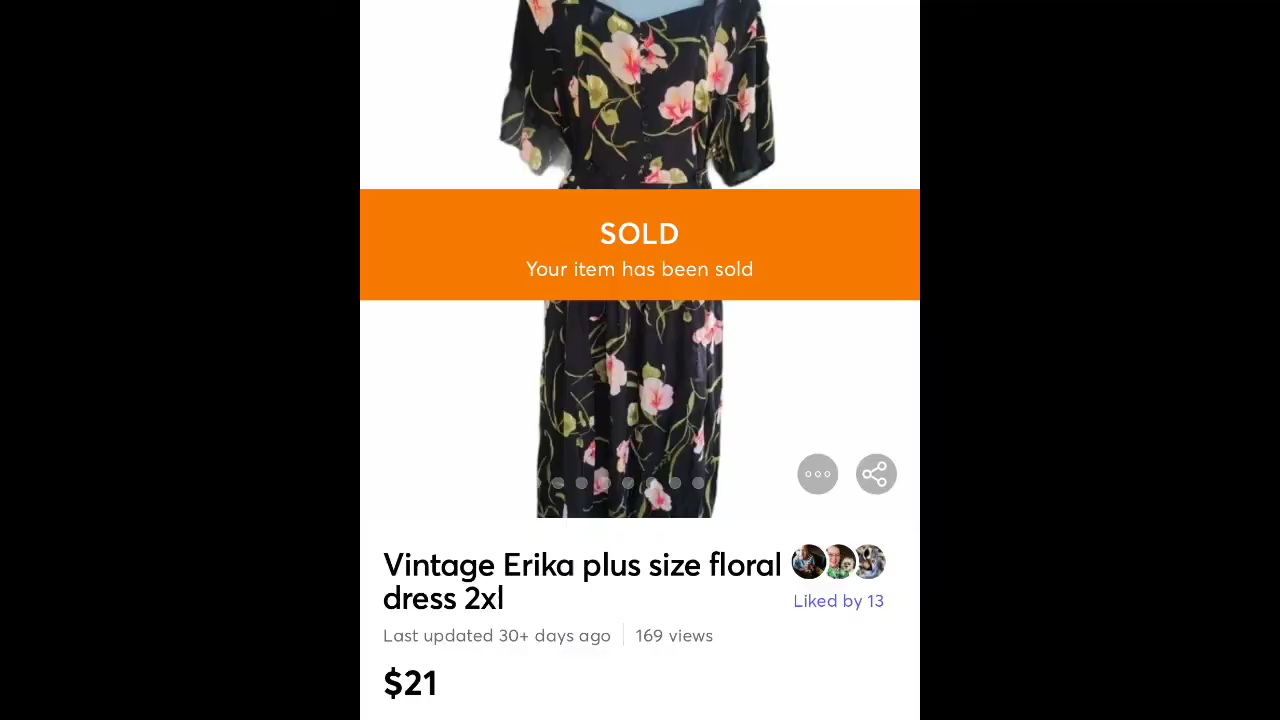 SOLD
Your item has been sold
Vintage Erika plus size floral
dress 2xl
Liked by 13
Last updated 30+ days ago
169 views
$21